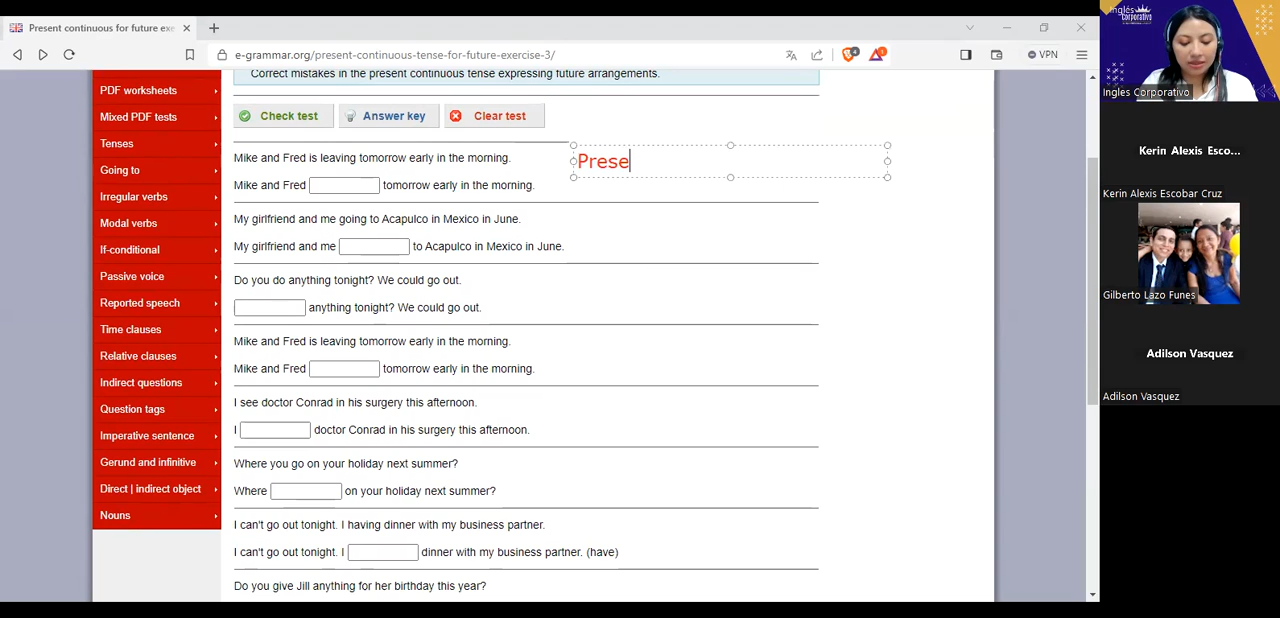 Present continuous for future exe
e-grammar.org/present-continuous-tense-for-future-exercise-3/
4
1
VPN
Correct mistakes in the present continuous tense expressing future arrangements.
PDF worksheets
Mixed PDF tests
Tenses
Going to
Irregular verbs
Modal verbs
If-conditional
Passive voice
Reported speech
Time clauses
Relative clauses
Indirect questions
Question tags
Imperative sentence
Gerund and infinitive
Direct | indirect object
Nouns
Check test
Answer key
Clear test
Mike and Fred is leaving tomorrow early in the morning.
Prese
Mike and Fred tomorrow early in the morning.
My girlfriend and me going to Acapulco in Mexico in June.
My girlfriend and me to Acapulco in Mexico in June.
Do you do anything tonight? We could go out.
anything tonight? We could go out.
Mike and Fred is leaving tomorrow early in the morning.
Mike and Fred tomorrow early in the morning.
I see doctor Conrad in his surgery this afternoon.
I doctor Conrad in his surgery this afternoon.
Where you go on your holiday next summer?
Where on your holiday next summer?
I can't go out tonight. I having dinner with my business partner.
I can't go out tonight. I dinner with my business partner. (have)
Do you give Jill anything for her birthday this year?
Inglés
Corporativo
Ingles Corporativo
Kerin Alexis Esco...
Kerin Alexis Escobar Cruz
Gilberto Lazo Funes
Adilson Vasquez
Adilson Vasquez